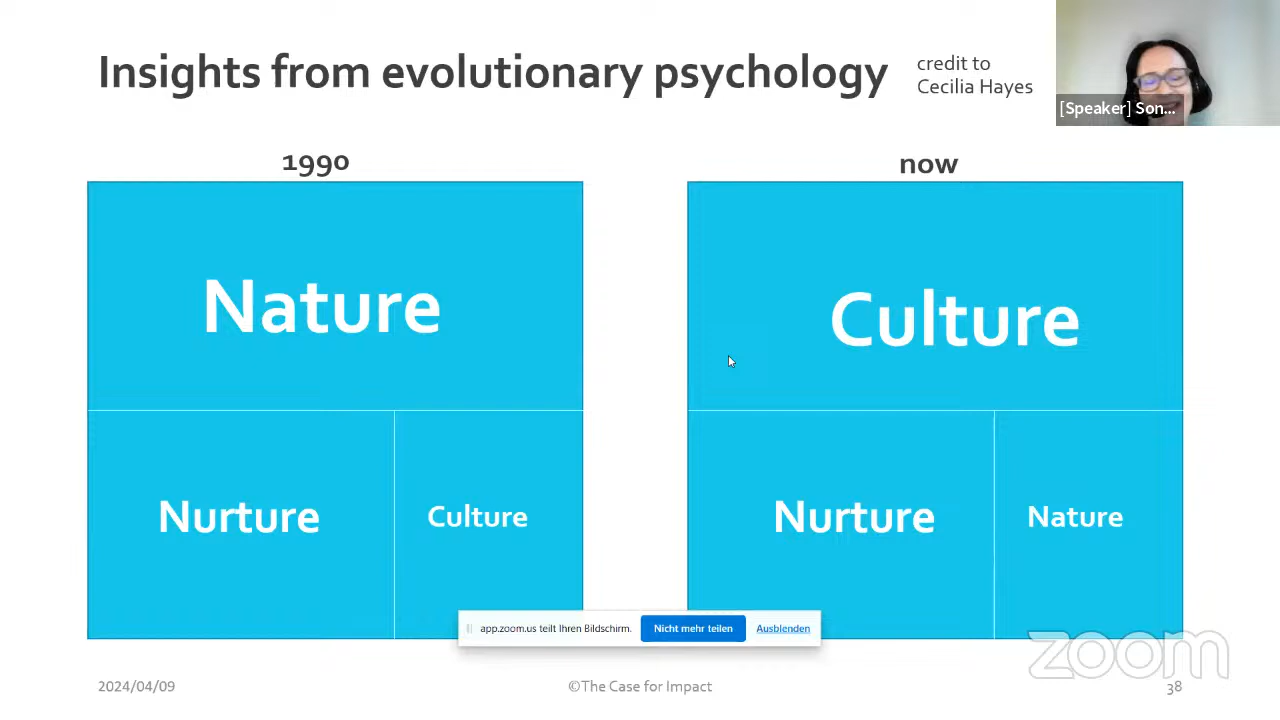 Insights from evolutionary psychology
credit to
Cecilia Hayes
[Speaker] Son...
1990
now
Nature
Culture
Nurture
Culture
Nurture
Nature
app.zoom.us teilt Ihren Bildschirm.
Nicht mehr teilen
Ausblenden
zoom
2024/04/09
©The Case for Impact
38